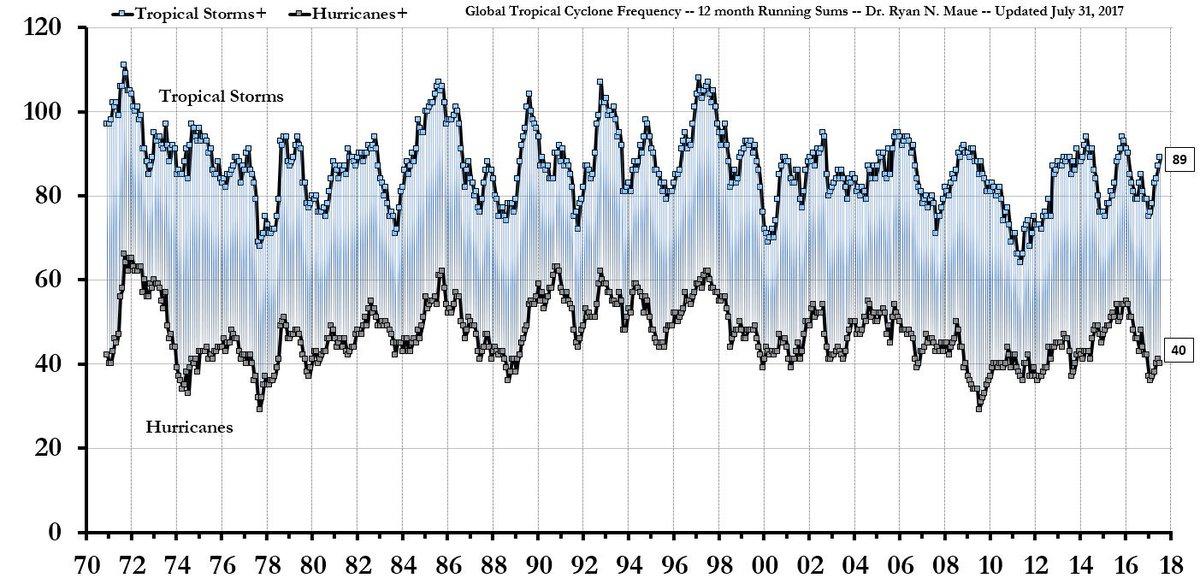 Tropical Storms+ Hurricanes+ Global Tropical Cyclone Frequency -- 12 month Running Sums -- Dr. Ryan N. Maue -- Updated July 31, 2017
120
100
80
60
40
20
0
Tropical Storms
89
40
Hurricanes
70 72 74 76 78 80 82 84 86 88 90 92 94 96 98 00 02 04 06 08 10 12 14 16 18